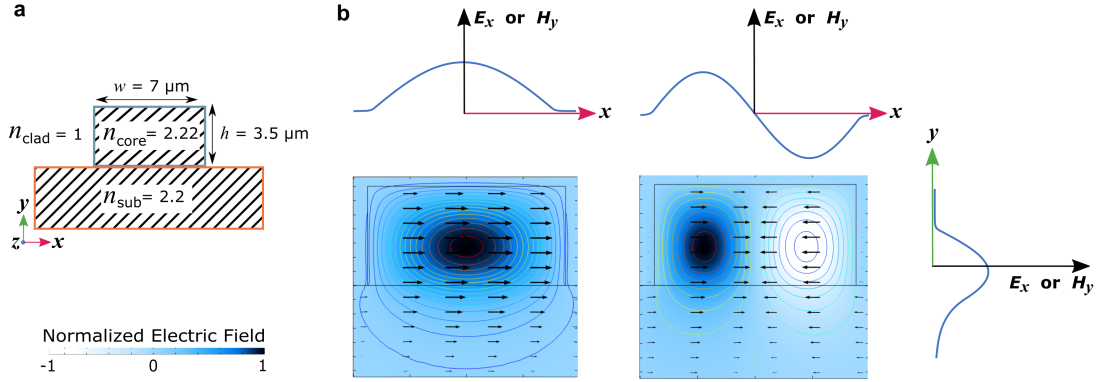 a
w = 7 µm
n_clad = 1
n_core = 2.22
h = 3.5 µm
n_sub = 2.2
y
z
x
Normalized Electric Field
-1 0 1
b
E_x or H_y
x
E_x or H_y
x
y
E_x or H_y